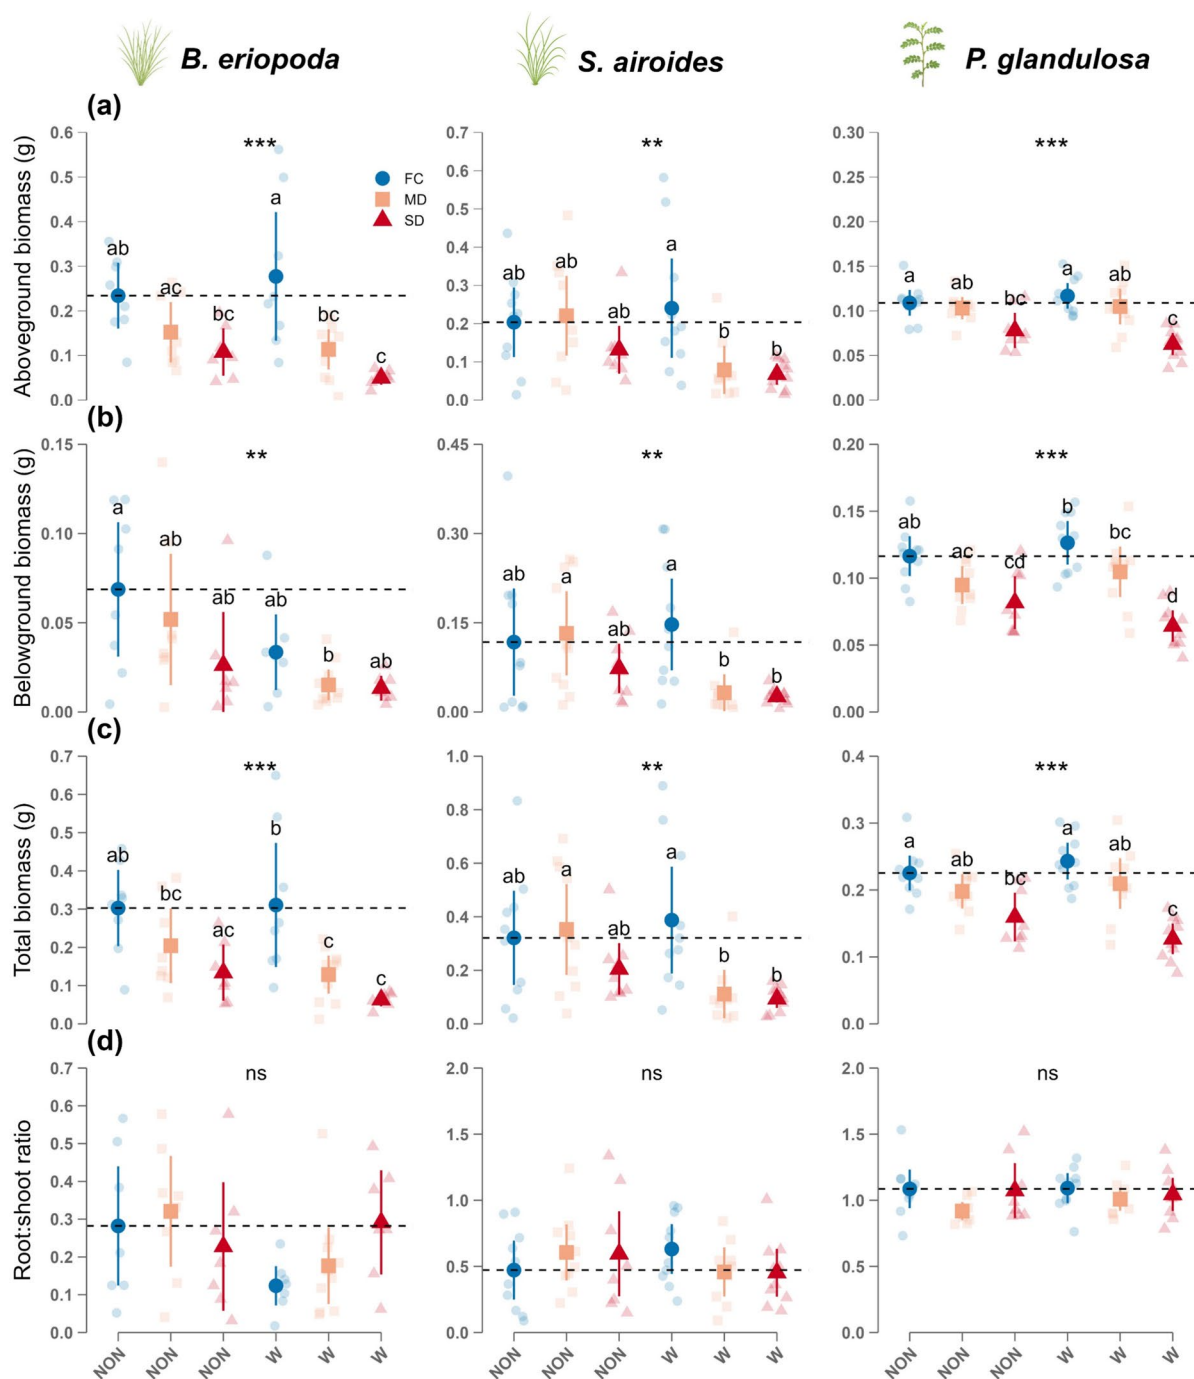 B. eriopoda
S. airoides
P. glandulosa
(a)
Aboveground biomass (g)
0.6
0.5
0.4
0.3
0.2
0.1
0.0
***
ab
ac
bc
a
bc
c
FC
MD
SD
0.7
0.6
0.5
0.4
0.3
0.2
0.1
0.0
**
ab
ab
ab
a
b
b
0.30
0.25
0.20
0.15
0.10
0.05
0.00
***
a
ab
bc
a
ab
c
(b)
Belowground biomass (g)
0.15
0.10
0.05
0.00
**
a
ab
ab
ab
b
ab
0.45
0.30
0.15
0.00
**
ab
a
ab
a
b
b
0.20
0.15
0.10
0.05
0.00
***
ab
ac
cd
b
bc
d
(c)
Total biomass (g)
0.7
0.6
0.5
0.4
0.3
0.2
0.1
0.0
***
ab
bc
ac
b
c
c
1.0
0.8
0.6
0.4
0.2
0.0
**
ab
a
ab
a
b
b
0.4
0.3
0.2
0.1
0.0
***
a
ab
bc
a
ab
c
(d)
Root:shoot ratio
0.7
0.6
0.5
0.4
0.3
0.2
0.1
0.0
ns
NON
NON
NON
W
W
W
2.0
1.5
1.0
0.5
0.0
ns
NON
NON
NON
W
W
W
2.0
1.5
1.0
0.5
0.0
ns
NON
NON
NON
W
W
W